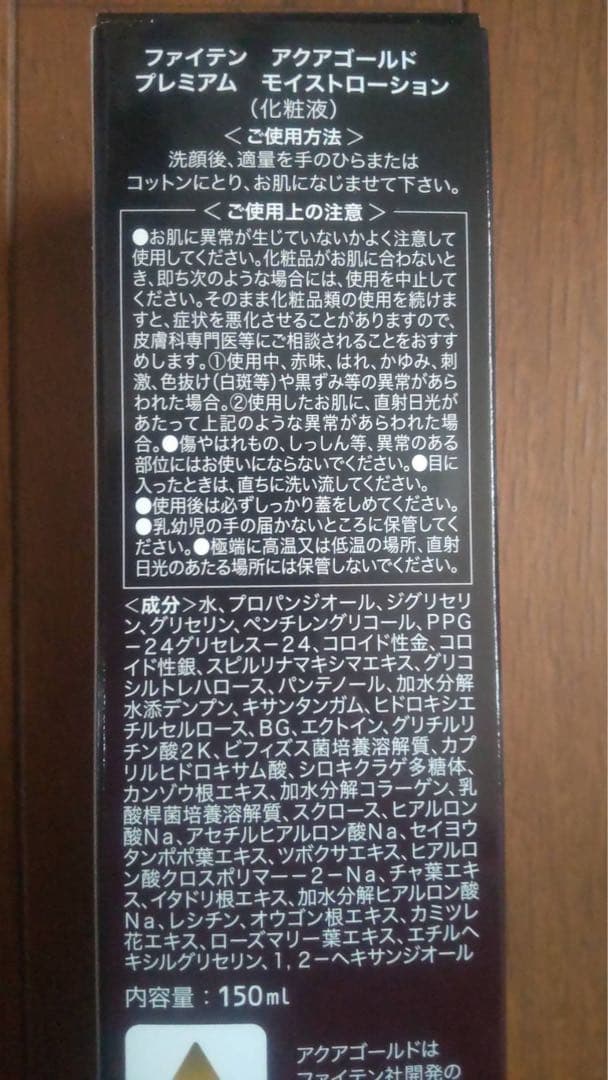 ファイテン アクアゴールド
プレミアム モイストローション
（化粧液）
＜ご使用方法＞
洗顔後、適量を手のひらまたは
コットンにとり、お肌になじませて下さい。
＜ご使用上の注意＞
●お肌に異常が生じていないかよく注意して
使用してください。化粧品がお肌に合わないと
き、即ち次のような場合には、使用を中止して
ください。そのまま化粧品類の使用を続けま
すと、症状を悪化させることがありますので、
皮膚科専門医等にご相談されることをおすす
めします。①使用中、赤味、はれ、かゆみ、刺
激、色抜け（白斑等）や黒ずみ等の異常があら
われた場合。②使用したお肌に、直射日光が
あたって上記のような異常があらわれた場
合。●傷やはれもの、しっしん等、異常のある
部位にはお使いにならないでください。●目に
入ったときは、直ちに洗い流してください。
●使用後は必ずしっかり蓋をしめてください。
●乳幼児の手の届かないところに保管してく
ださい。●極端に高温又は低温の場所、直射
日光のあたる場所には保管しないでください。
＜成分＞水、プロパンジオール、ジグリセリ
ン、グリセリン、ペンチレングリコール、PPG
－24グリセレス－24、コロイド性金、コロ
イド性銀、スピルリナマキシマエキス、グリコ
シルトレハロース、パンテノール、加水分解
水添デンプン、キサンタンガム、ヒドロキシエ
チルセルロース、BG、エクトイン、グリチルリ
チン酸2K、ビフィズス菌培養溶解質、カプ
リルヒドロキサム酸、シロキクラゲ多糖体、
カンゾウ根エキス、加水分解コラーゲン、乳
酸桿菌培養溶解質、スクロース、ヒアルロン
酸Na、アセチルヒアルロン酸Na、セイヨウ
タンポポ葉エキス、ツボクサエキス、ヒアルロ
ン酸クロスポリマー－2－Na、チャ葉エキ
ス、イタドリ根エキス、加水分解ヒアルロン酸
Na、レシチン、オウゴン根エキス、カミツレ
花エキス、ローズマリー葉エキス、エチルヘ
キシルグリセリン、1，2－ヘキサンジオール
内容量：150ml
アクアゴールドは
ファイテン社開発の